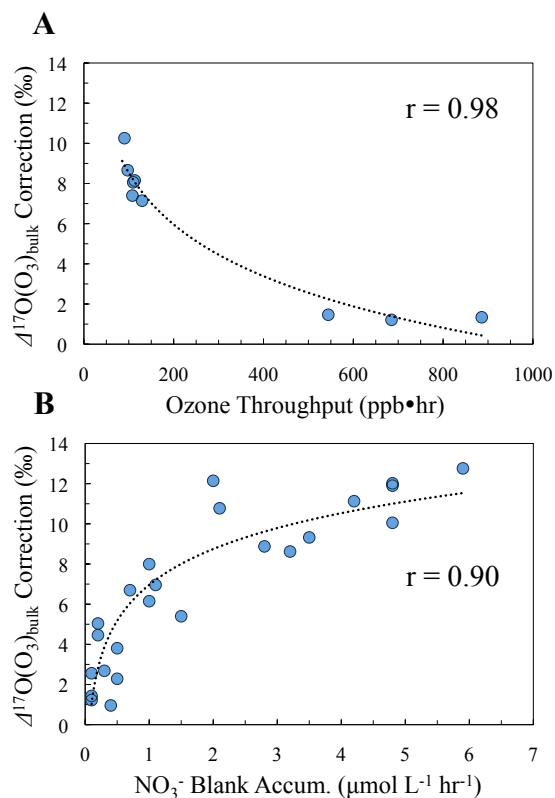 A
14
12
10
8
6
4
2
0
Δ¹⁷O(O₃)bulk Correction (‰)
r = 0.98
0 200 400 600 800 1000
Ozone Throughput (ppb•hr)
B
14
12
10
8
6
4
2
0
Δ¹⁷O(O₃)bulk Correction (‰)
r = 0.90
0 1 2 3 4 5 6 7
NO₃⁻ Blank Accum. (μmol L⁻¹ hr⁻¹)